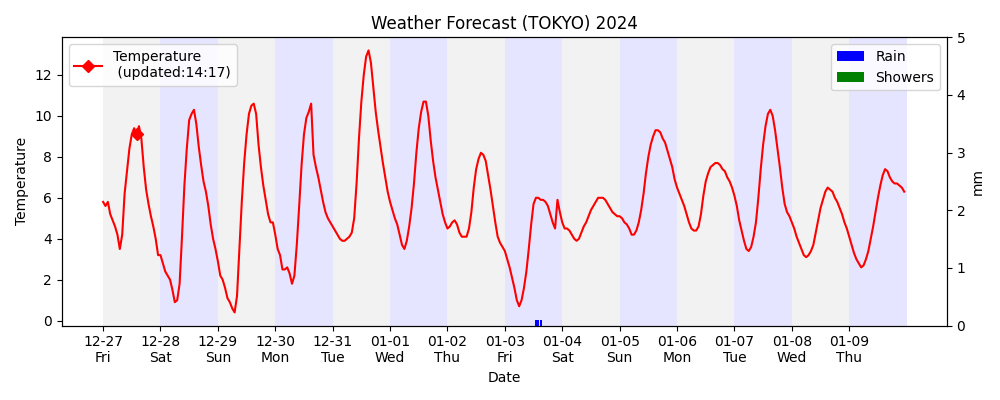 Weather Forecast (TOKYO) 2024
Temperature
(updated:14:17)
Rain
Showers
Temperature
12
10
8
6
4
2
0
5
4
3
2
1
0
mm
12-27 12-28 12-29 12-30 12-31 01-01 01-02 01-03 01-04 01-05 01-06 01-07 01-08 01-09
Fri Sat Sun Mon Tue Wed Thu Fri Sat Sun Mon Tue Wed Thu
Date